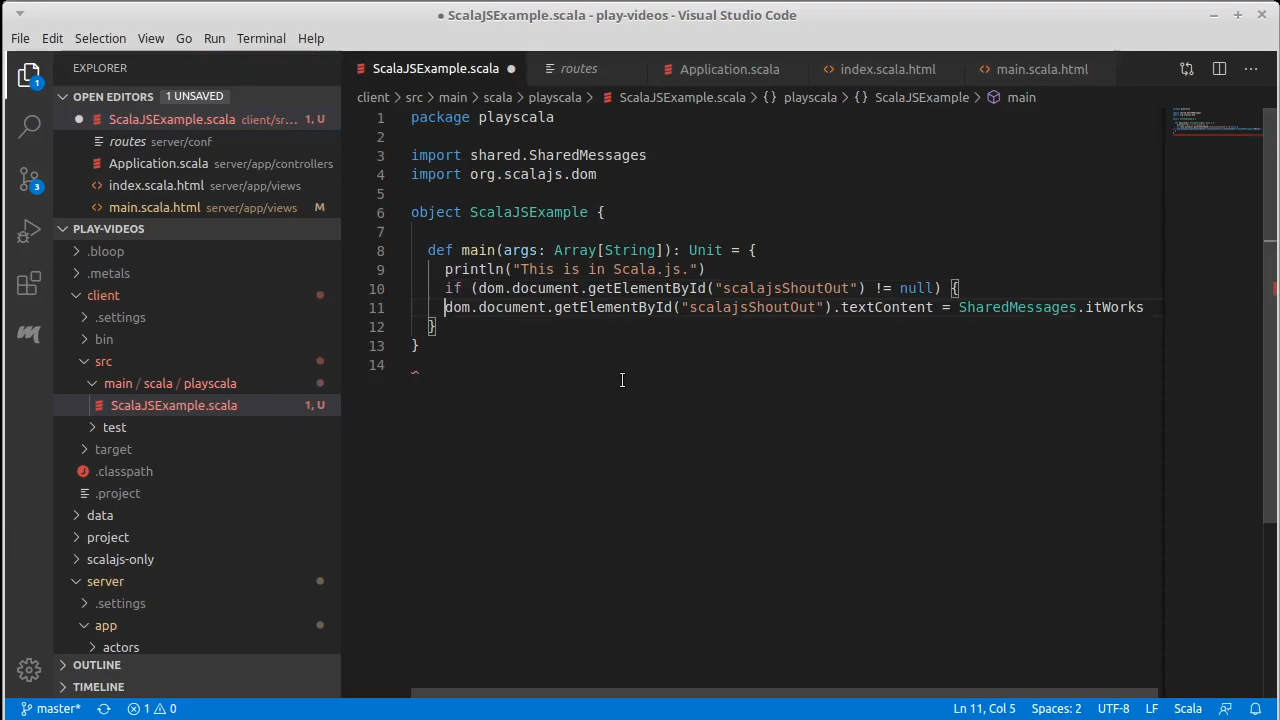 ● ScalaJSExample.scala - play-videos - Visual Studio Code
File Edit Selection View Go Run Terminal Help
EXPLORER
OPEN EDITORS 1 UNSAVED
ScalaJSExample.scala client/sr... 1, U
routes server/conf
Application.scala server/app/controllers
index.scala.html server/app/views
main.scala.html server/app/views M
PLAY-VIDEOS
.bloop
.metals
client
.settings
bin
src
main / scala / playscala
ScalaJSExample.scala 1, U
test
target
.classpath
.project
data
project
scalajs-only
server
.settings
app
actors
OUTLINE
TIMELINE
1
3
ScalaJSExample.scala routes Application.scala index.scala.html main.scala.html
client > src > main > scala > playscala > ScalaJSExample.scala > {} playscala > {} ScalaJSExample > main
1 package playscala
2
3 import shared.SharedMessages
4 import org.scalajs.dom
5
6 object ScalaJSExample {
7
8 def main(args: Array[String]): Unit = {
9 println("This is in Scala.js.")
10 if (dom.document.getElementById("scalajsShoutOut") != null) {
11 dom.document.getElementById("scalajsShoutOut").textContent = SharedMessages.itWorks
12 }
13 }
14
master* 1 0 Ln 11, Col 5 Spaces: 2 UTF-8 LF Scala